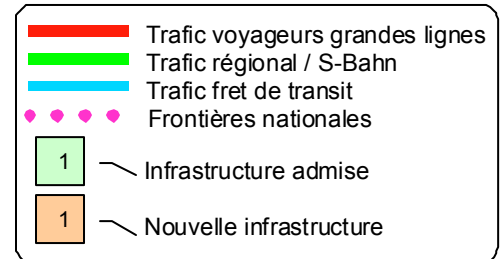 Trafic voyageurs grandes lignes
Trafic régional / S-Bahn
Trafic fret de transit
Frontières nationales
1 Infrastructure admise
1 Nouvelle infrastructure